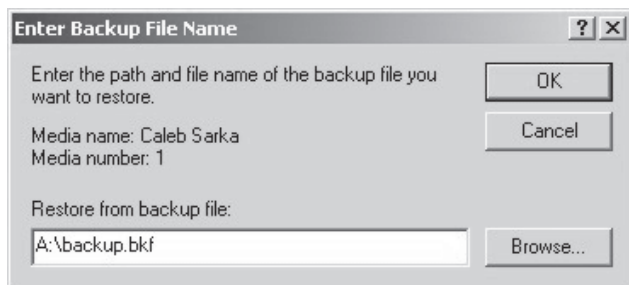 Enter Backup File Name
? X
Enter the path and file name of the backup file you
want to restore.
OK
Media name: Caleb Sarka
Media number: 1
Cancel
Restore from backup file:
A:\backup.bkf
Browse...